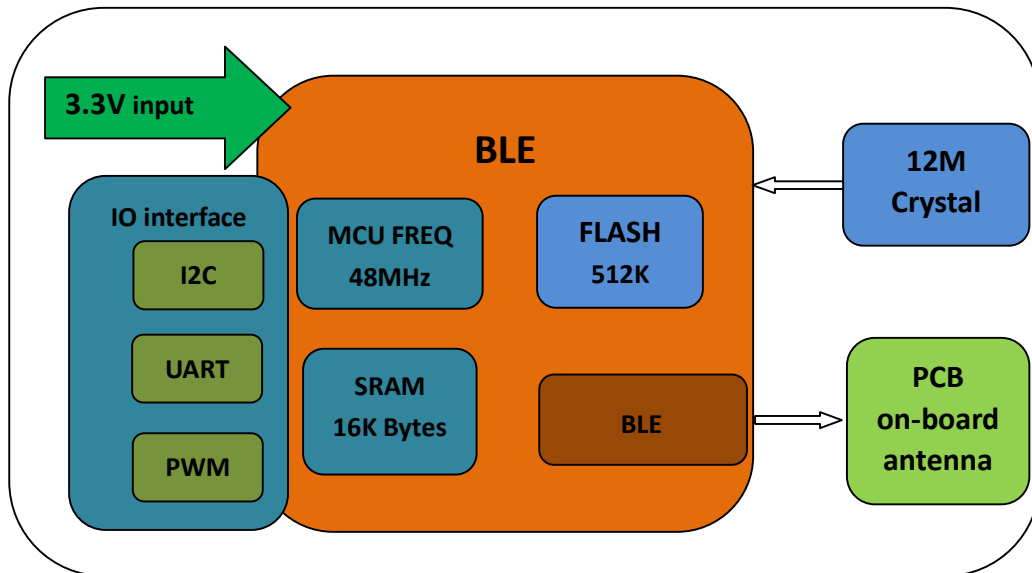 3.3V input
BLE
IO interface
I2C
UART
PWM
MCU FREQ
48MHz
FLASH
512K
SRAM
16K Bytes
BLE
12M
Crystal
PCB
on-board
antenna